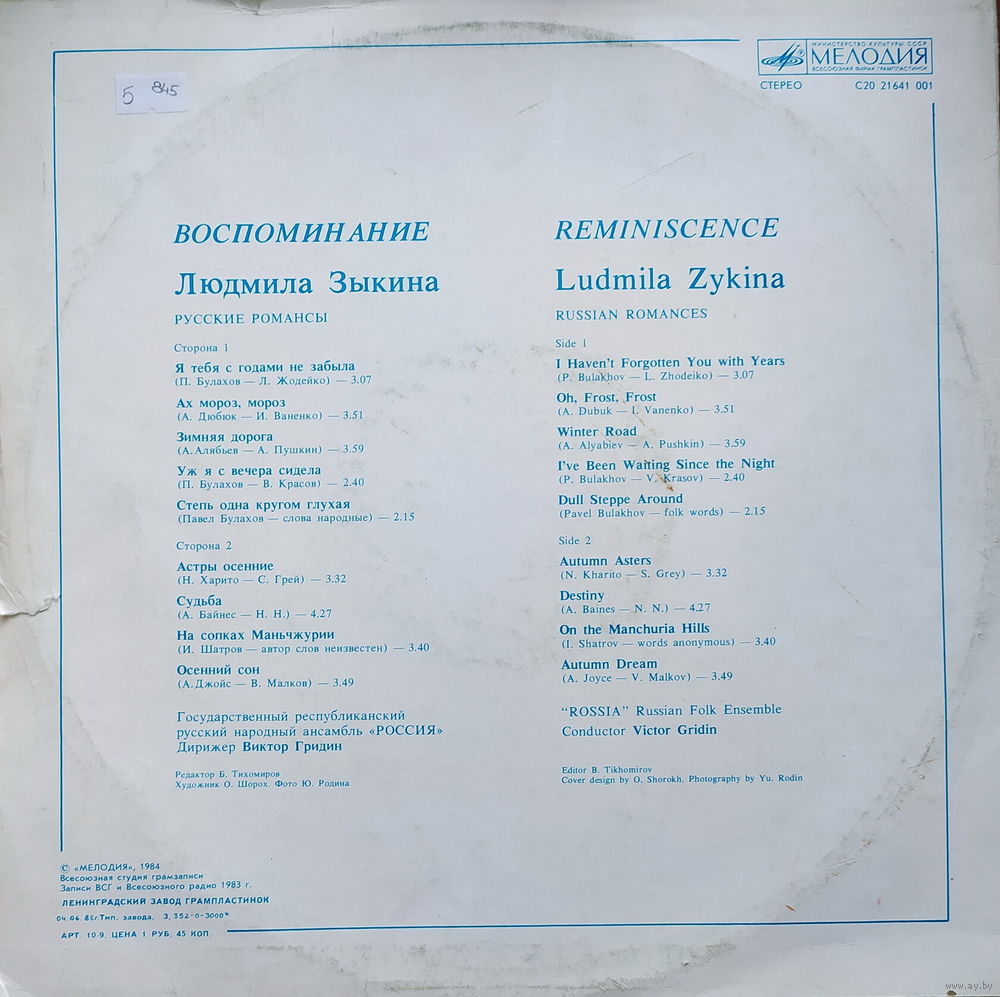 МИНИСТЕРСТВО КУЛЬТУРЫ СССР
МЕЛОДИЯ
ВСЕСОЮЗНАЯ ФИРМА ГРАМПЛАСТИНОК
СТЕРЕО С20 21641 001
5 845
ВОСПОМИНАНИЕ
Людмила Зыкина
РУССКИЕ РОМАНСЫ
Сторона 1
Я тебя с годами не забыла
(П. Булахов — Л. Жодейко) — 3.07
Ах мороз, мороз
(А. Дюбюк — И. Ваненко) — 3.51
Зимняя дорога
(А.Алябьев — А. Пушкин) — 3.59
Уж я с вечера сидела
(П. Булахов — В. Красов) — 2.40
Степь одна кругом глухая
(Павел Булахов — слова народные) — 2.15
Сторона 2
Астры осенние
(Н. Харито — С. Грей) — 3.32
Судьба
(А. Байнес — Н. Н.) — 4.27
На сопках Маньчжурии
(И. Шатров — автор слов неизвестен) — 3.40
Осенний сон
(А.Джойс — В. Малков) — 3.49
Государственный республиканский
русский народный ансамбль «РОССИЯ»
Дирижер Виктор Гридин
Редактор Б. Тихомиров
Художник О. Шорох. Фото Ю. Родина
REMINISCENCE
Ludmila Zykina
RUSSIAN ROMANCES
Side 1
I Haven't Forgotten You with Years
(P. Bulakhov — L. Zhodeiko) — 3.07
Oh, Frost, Frost
(A. Dubuk — I. Vanenko) — 3.51
Winter Road
(A. Alyabiev — A. Pushkin) — 3.59
I've Been Waiting Since the Night
(P. Bulakhov — V. Krasov) — 2.40
Dull Steppe Around
(Pavel Bulakhov — folk words) — 2.15
Side 2
Autumn Asters
(N. Kharito — S. Grey) — 3.32
Destiny
(A. Baines — N. N.) — 4.27
On the Manchuria Hills
(I. Shatrov — words anonymous) — 3.40
Autumn Dream
(A. Joyce — V. Malkov) — 3.49
"ROSSIA" Russian Folk Ensemble
Conductor Victor Gridin
Editor B. Tikhomirov
Cover design by O. Shorokh. Photography by Yu. Rodin
© «МЕЛОДИЯ», 1984
Всесоюзная студия грамзаписи
Записи ВСГ и Всесоюзного радио 1983 г.
ЛЕНИНГРАДСКИЙ ЗАВОД ГРАМПЛАСТИНОК
04.06. 85г Тип. завода. З, 352-0-3000
АРТ. 10-9. ЦЕНА 1 РУБ. 45 КОП.
www.ay.by